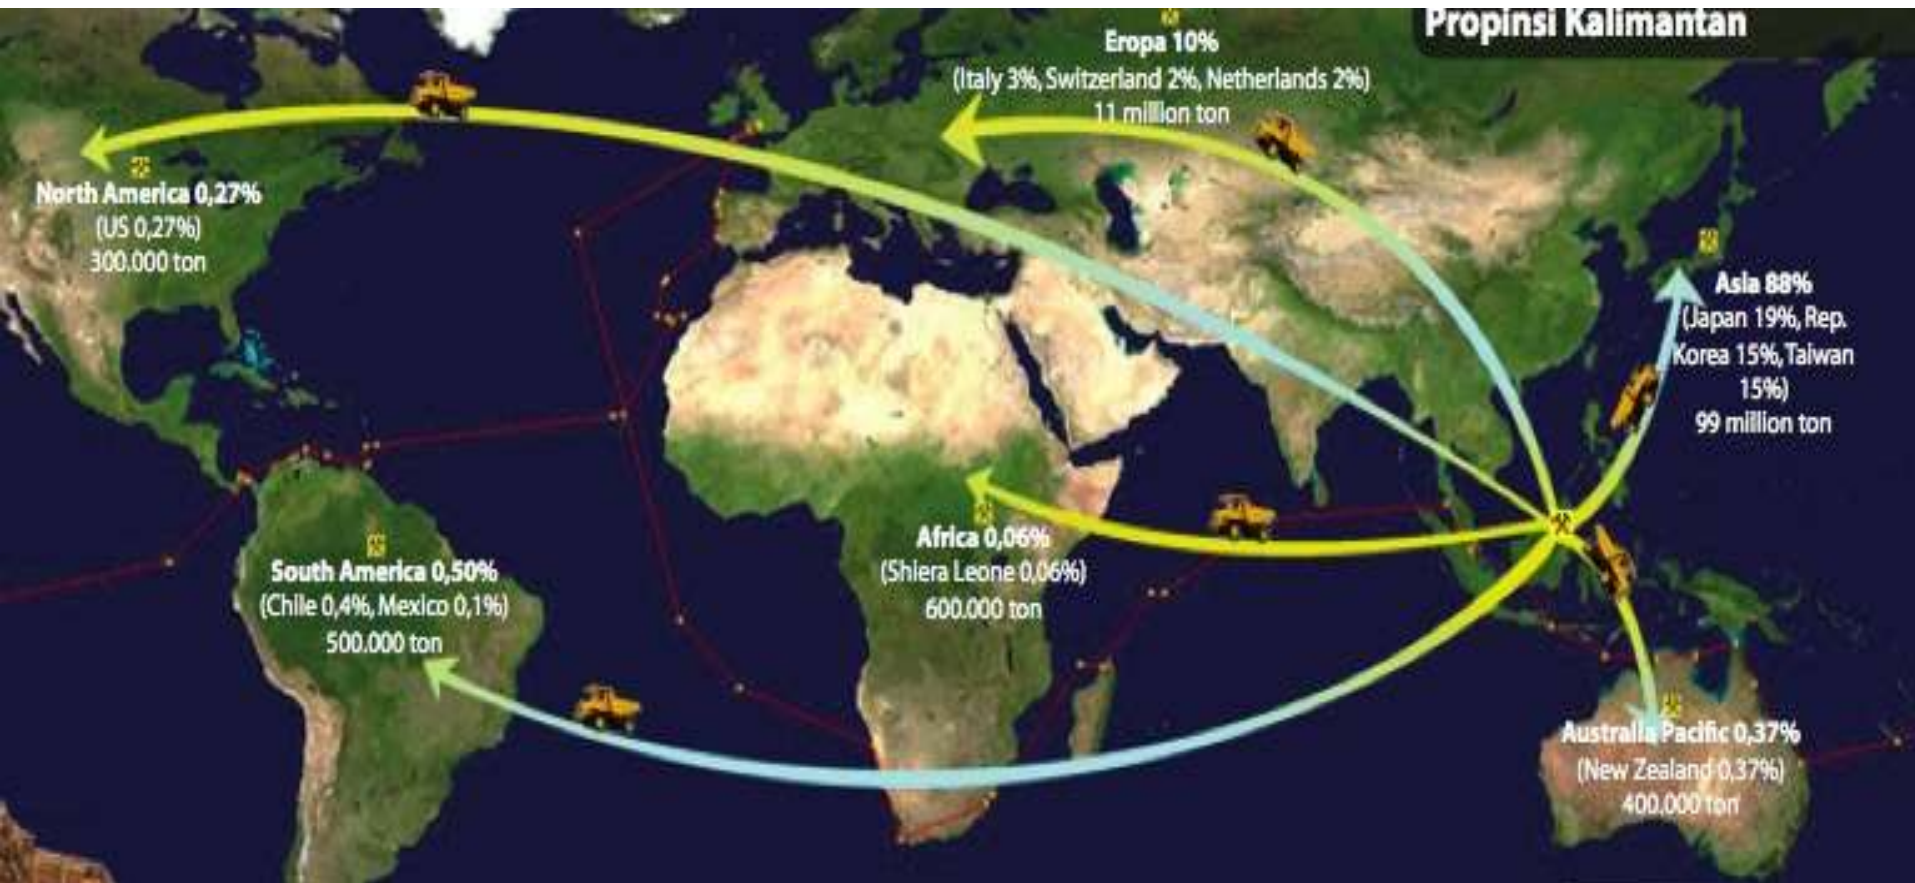 Propinsi Kalimantan
Eropa 10%
(Italy 3%, Switzerland 2%, Netherlands 2%)
11 million ton
North America 0,27%
(US 0,27%)
300.000 ton
Asia 88%
(Japan 19%, Rep.
Korea 15%, Taiwan
15%)
99 million ton
Africa 0,06%
(Shiera Leone 0,06%)
600.000 ton
South America 0,50%
(Chile 0,4%, Mexico 0,1%)
500.000 ton
Australia Pacific 0,37%
(New Zealand 0,37%)
400.000 ton